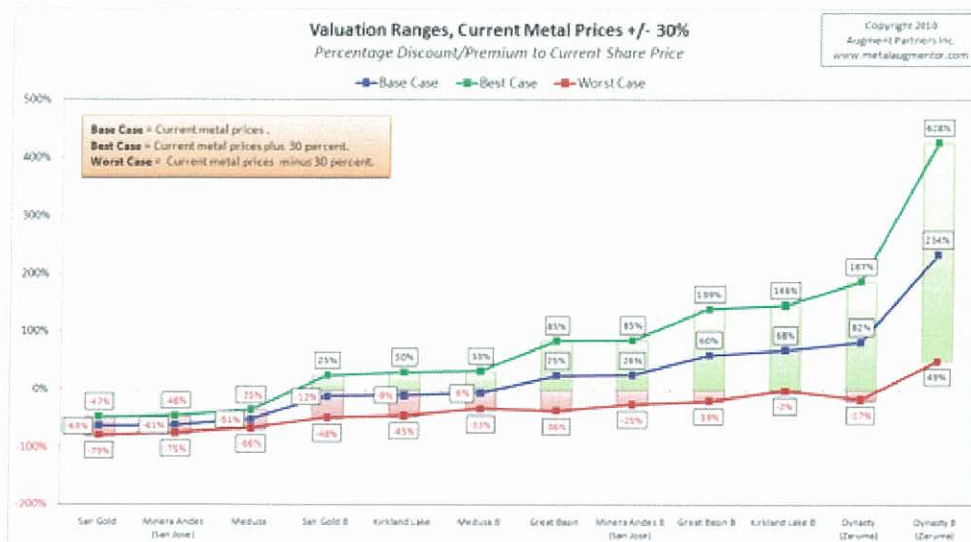 Valuation Ranges, Current Metal Prices +/- 30%
Percentage Discount/Premium to Current Share Price
Copyright 2010
Augment Partners Inc.
www.metalaugmentor.com
Base Case Best Case Worst Case
500%
Base Case = Current metal prices .
Best Case = Current metal prices plus 30 percent.
Worst Case = Current metal prices minus 30 percent.
400%
300%
200%
100%
0%
-100%
-200%
-47% -46% -35% 25% 30% 33% 85% 85% 139% 146% 187% 428%
-63% -61% -51% -12% -9% -6% 25% 26% 60% 68% 82% 234%
-79% -75% -66% -48% -45% -33% -36% -25% -2% -17% 49%
San Gold
Minera Andes
(San Jose)
Medusa
San Gold B
Kirkland Lake
Medusa B
Great Basin
Minera Andes B
(San Jose)
Great Basin B
Kirkland Lake B
Dynasty
(Zaruma)
Dynasty B
(Zaruma)